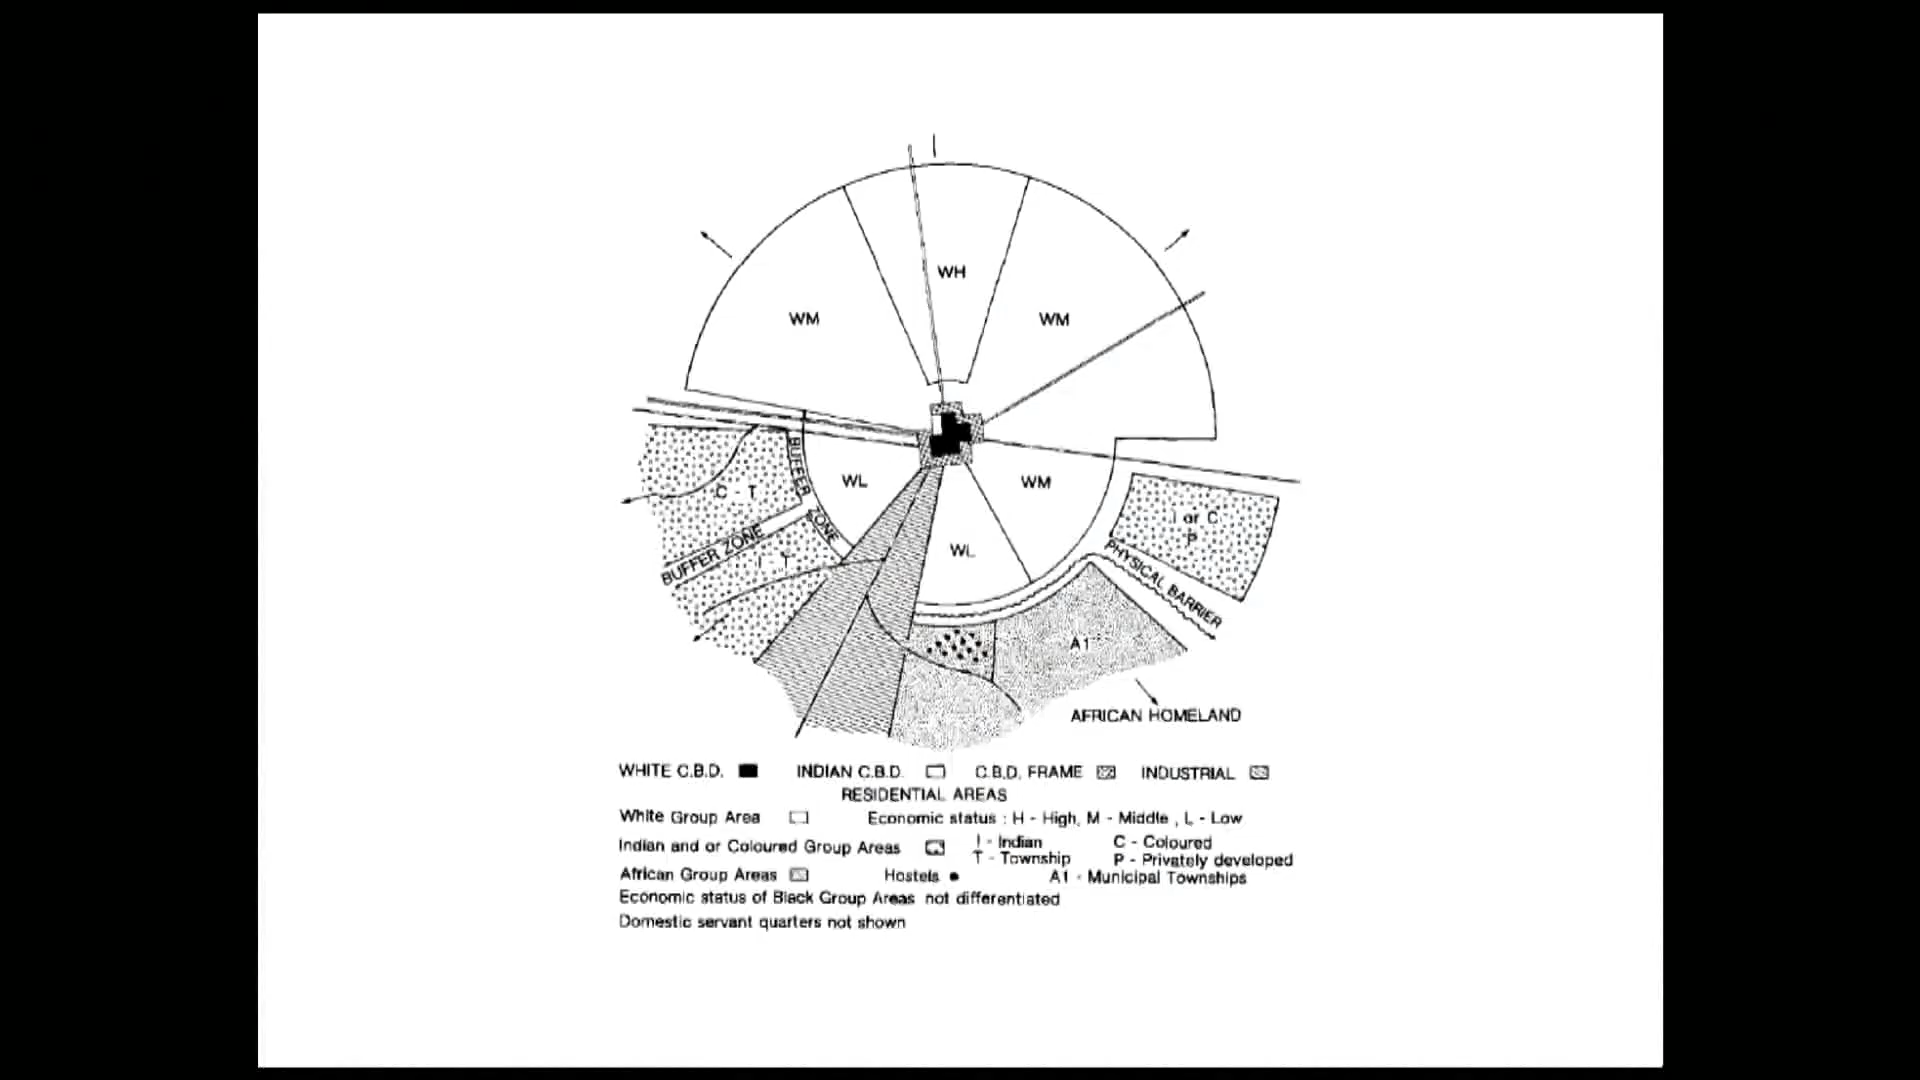 WH
WM
WM
C - T
BUFFER ZONE
WL
WM
I or C
P
BUFFER ZONE
I - T
WL
PHYSICAL BARRIER
A1
AFRICAN HOMELAND
WHITE C.B.D. INDIAN C.B.D. C.B.D. FRAME INDUSTRIAL
RESIDENTIAL AREAS
White Group Area Economic status : H - High, M - Middle , L - Low
Indian and or Coloured Group Areas I - Indian C - Coloured
T - Township P - Privately developed
African Group Areas Hostels A1 - Municipal Townships
Economic status of Black Group Areas not differentiated
Domestic servant quarters not shown